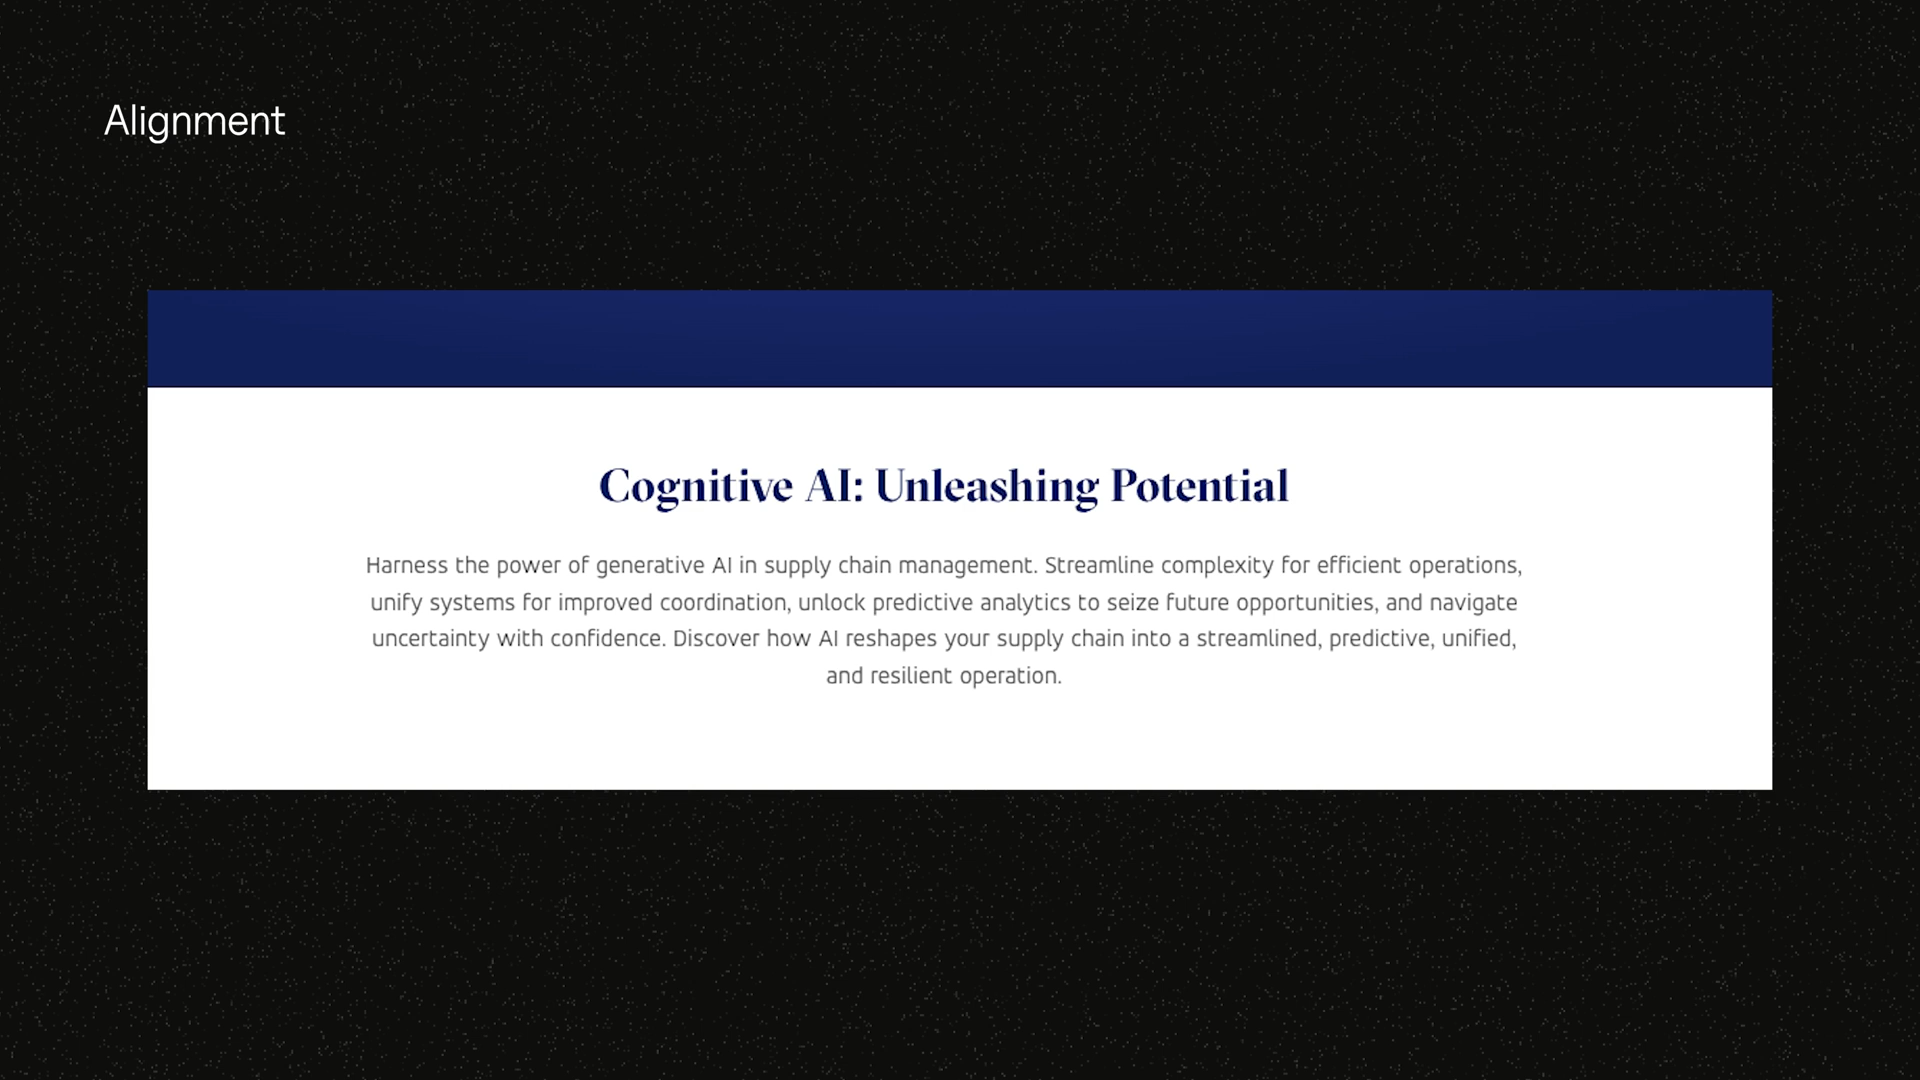 Alignment
Cognitive AI: Unleashing Potential
Harness the power of generative AI in supply chain management. Streamline complexity for efficient operations,
unify systems for improved coordination, unlock predictive analytics to seize future opportunities, and navigate
uncertainty with confidence. Discover how AI reshapes your supply chain into a streamlined, predictive, unified,
and resilient operation.